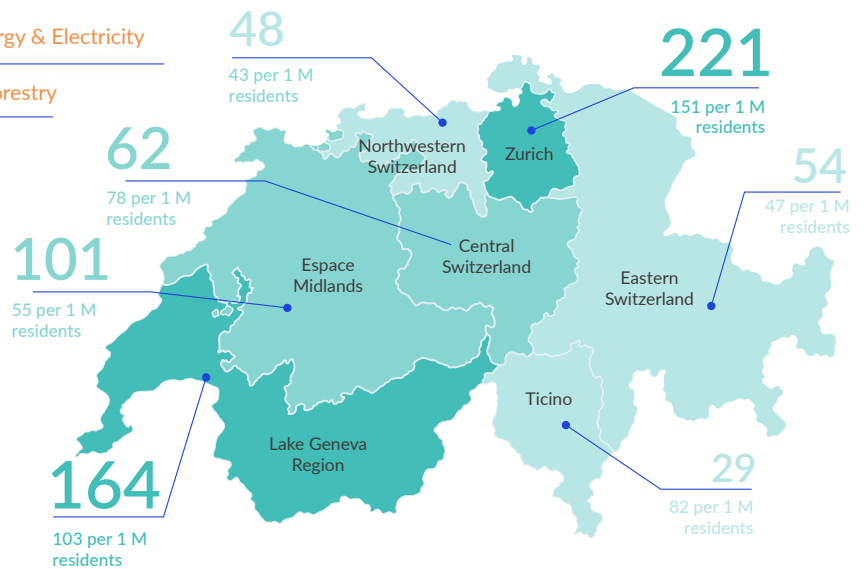 rgy & Electricity
orestry
48
43 per 1 M
residents
221
151 per 1 M
residents
62
78 per 1 M
residents
54
47 per 1 M
residents
101
55 per 1 M
residents
Northwestern
Switzerland
Zurich
Central
Switzerland
Espace
Midlands
Eastern
Switzerland
Ticino
Lake Geneva
Region
164
103 per 1 M
residents
29
82 per 1 M
residents